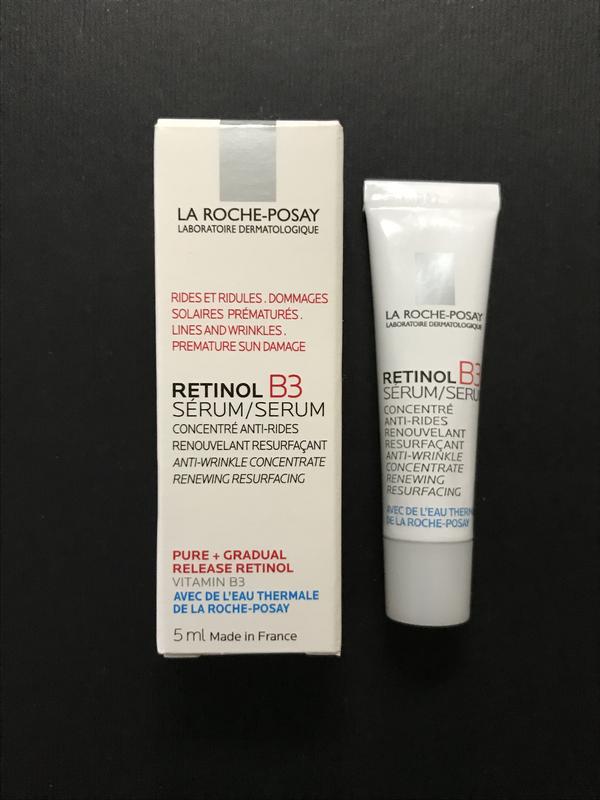 LA ROCHE-POSAY
LABORATOIRE DERMATOLOGIQUE
RIDES ET RIDULES . DOMMAGES
SOLAIRES PRÉMATURÉS .
LINES AND WRINKLES .
PREMATURE SUN DAMAGE
RETINOL B3
SÉRUM/SERUM
CONCENTRÉ ANTI-RIDES
RENOUVELANT RESURFAÇANT
ANTI-WRINKLE CONCENTRATE
RENEWING RESURFACING
PURE + GRADUAL
RELEASE RETINOL
VITAMIN B3
AVEC DE L'EAU THERMALE
DE LA ROCHE-POSAY
5 ml Made in France
LA ROCHE-POSAY
LABORATOIRE DERMATOLOGIQUE
RETINOL B3
SÉRUM/SERUM
CONCENTRÉ
ANTI-RIDES
RENOUVELANT
RESURFAÇANT
ANTI-WRINKLE
CONCENTRATE
RENEWING
RESURFACING
AVEC DE L'EAU THERM
DE LA ROCHE-POSAY